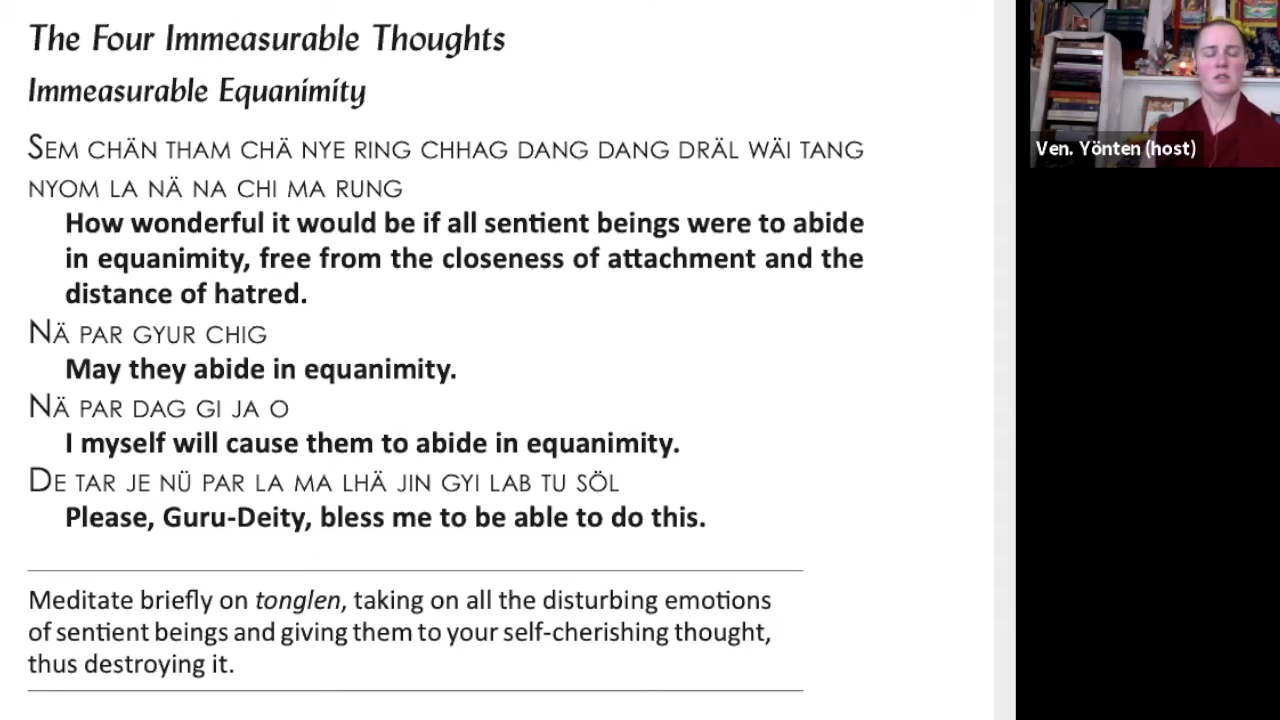 The Four Immeasurable Thoughts
Immeasurable Equanímíty
SEM CHÄN THAM CHÄ NYE RING CHHAG DANG DANG DRÄL WÄI TANG
NYOM LA NÄ NA CHI MA RUNG
How wonderful it would be if all sentient beings were to abide
in equanimity, free from the closeness of attachment and the
distance of hatred.
NÄ PAR GYUR CHIG
May they abide in equanimity.
NÄ PAR DAG GI JA O
I myself will cause them to abide in equanimity.
DE TAR JE NÜ PAR LA MA LHÄ JIN GYI LAB TU SÖL
Please, Guru-Deity, bless me to be able to do this.
Meditate briefly on tonglen, taking on all the disturbing emotions
of sentient beings and giving them to your self-cherishing thought,
thus destroying it.
Ven. Yönten (host)